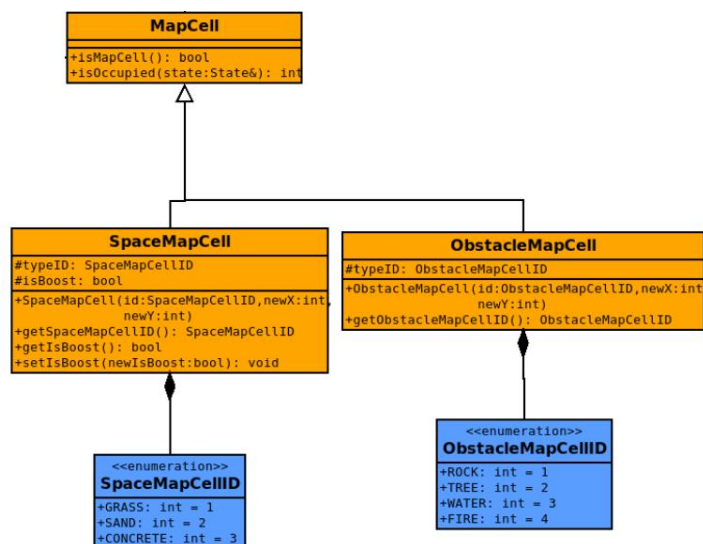 MapCell
+isMapCell(): bool
+isOccupied(state:State&): int
SpaceMapCell
#typeID: SpaceMapCellID
#isBoost: bool
+SpaceMapCell(id:SpaceMapCellID,newX:int,
newY:int)
+getSpaceMapCellID(): SpaceMapCellID
+getIsBoost(): bool
+setIsBoost(newIsBoost:bool): void
ObstacleMapCell
#typeID: ObstacleMapCellID
+ObstacleMapCell(id:ObstacleMapCellID,newX:int
newY:int)
+getObstacleMapCellID(): ObstacleMapCellID
<<enumeration>>
SpaceMapCellID
+GRASS: int = 1
+SAND: int = 2
+CONCRETE: int = 3
<<enumeration>>
ObstacleMapCellID
+ROCK: int = 1
+TREE: int = 2
+WATER: int = 3
+FIRE: int = 4